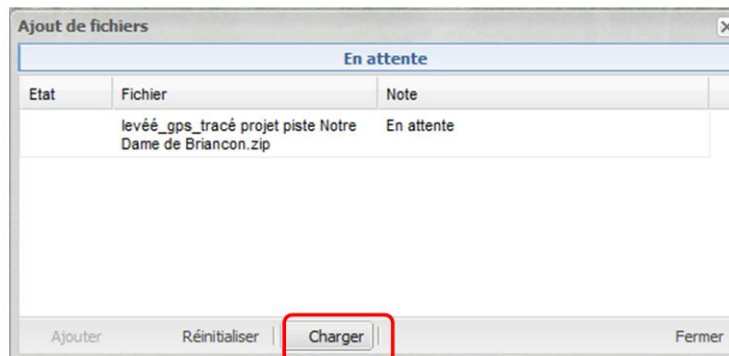 Ajout de fichiers
En attente
Etat Fichier Note
levéé_gps_tracé projet piste Notre En attente
Dame de Briancon.zip
Ajouter Réinitialiser Charger Fermer